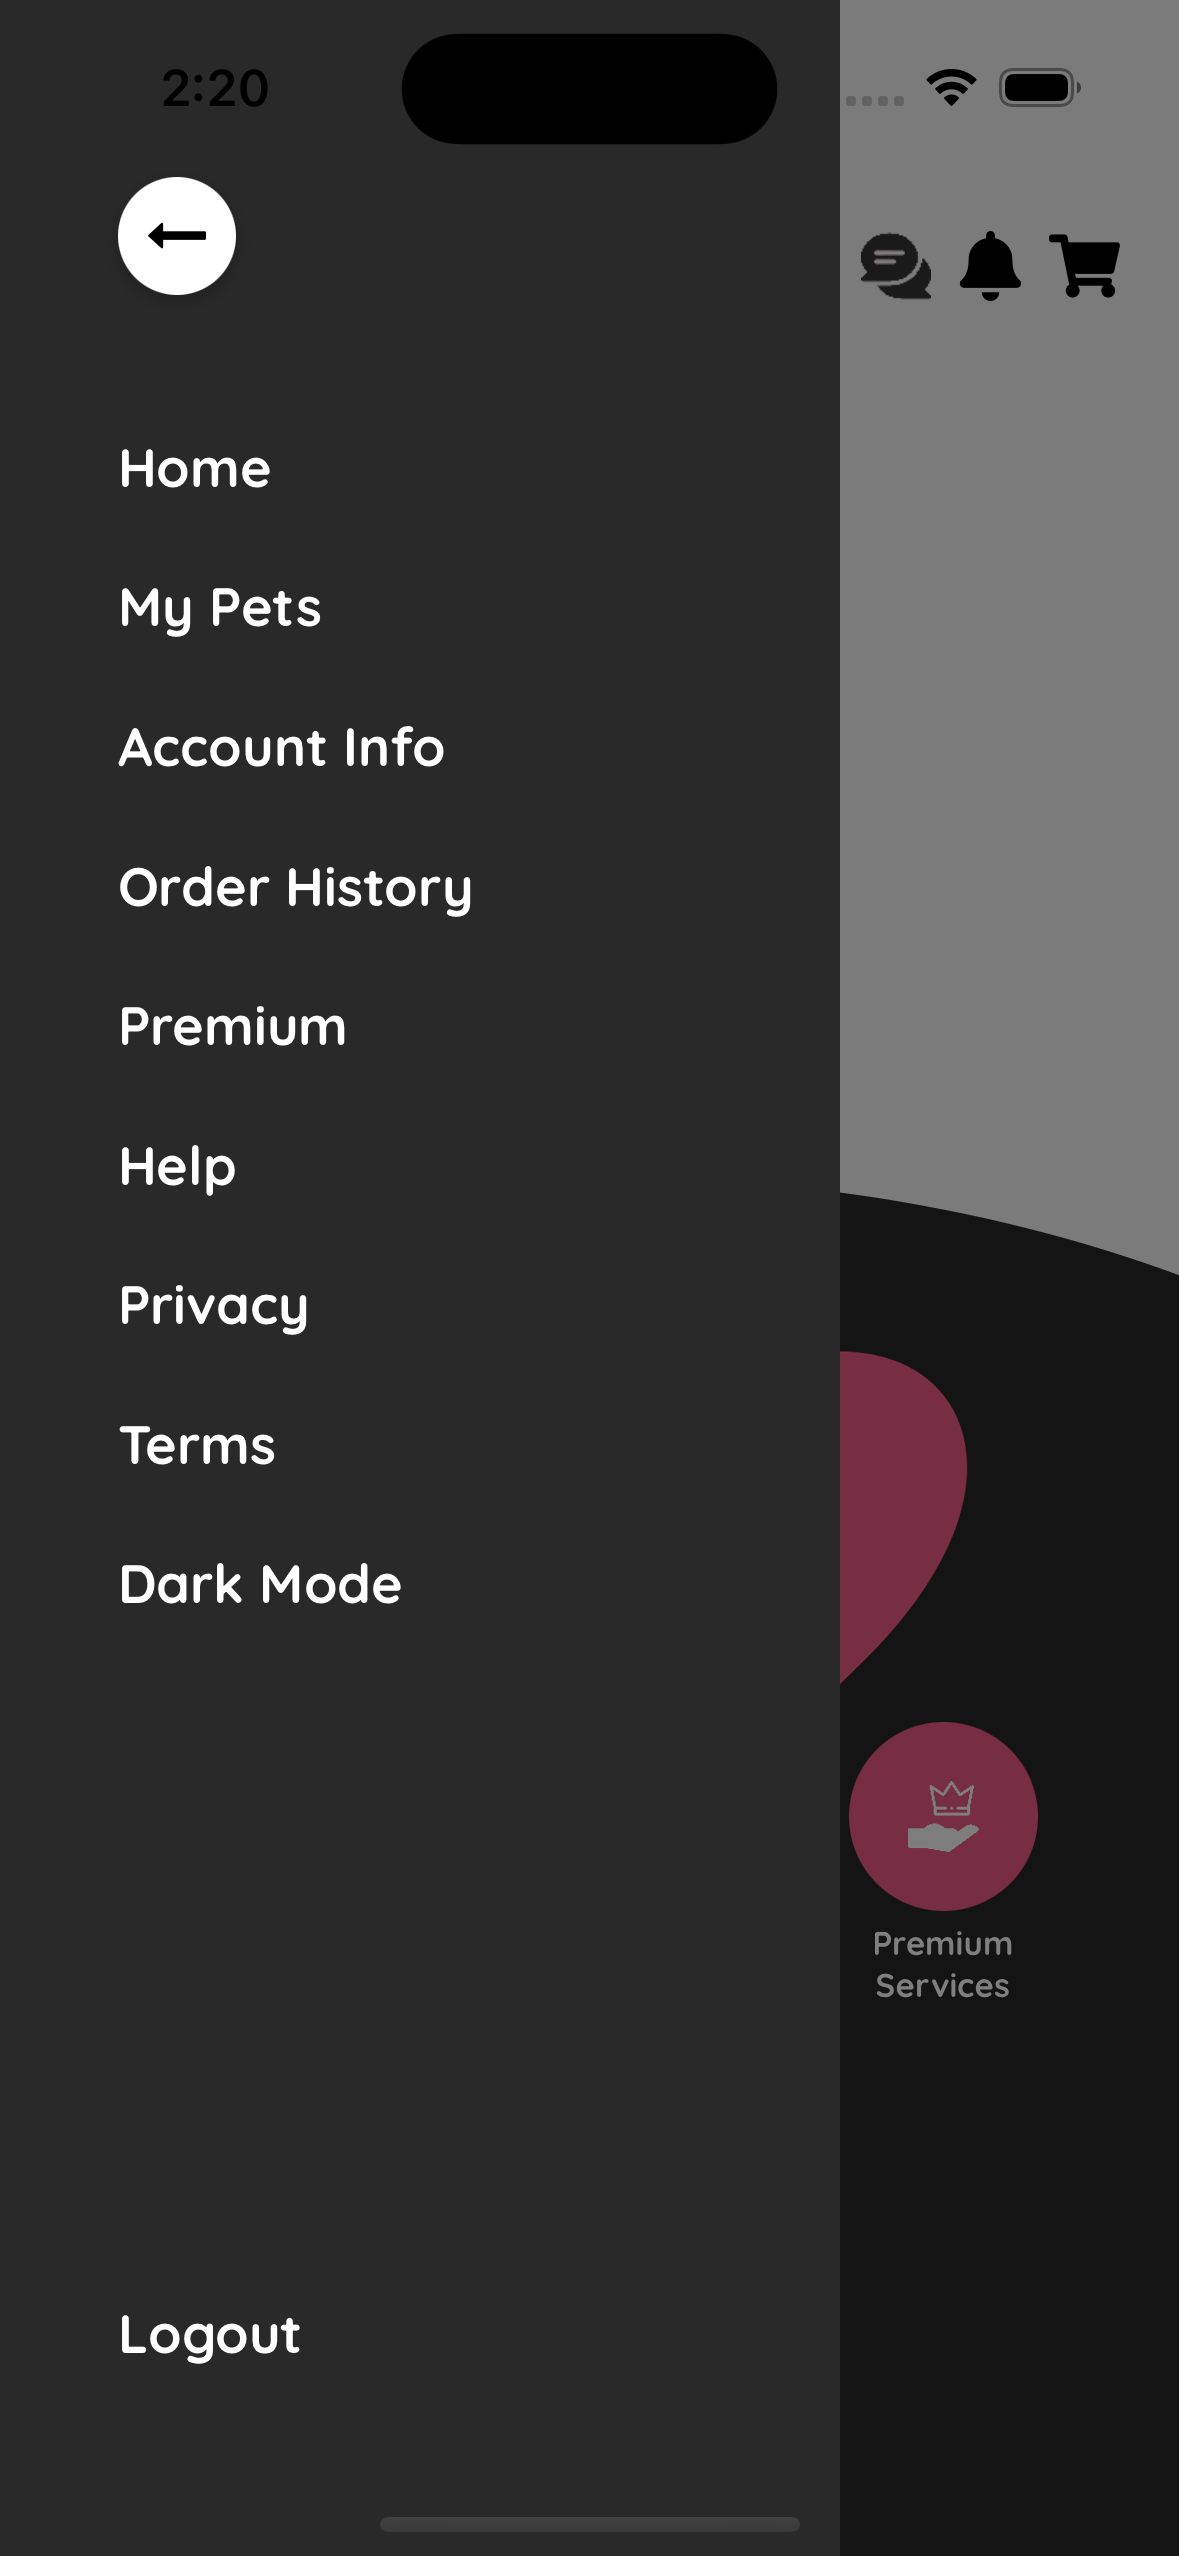 2:20
Home
My Pets
Account Info
Order History
Premium
Help
Privacy
Terms
Dark Mode
Premium
Services
Logout